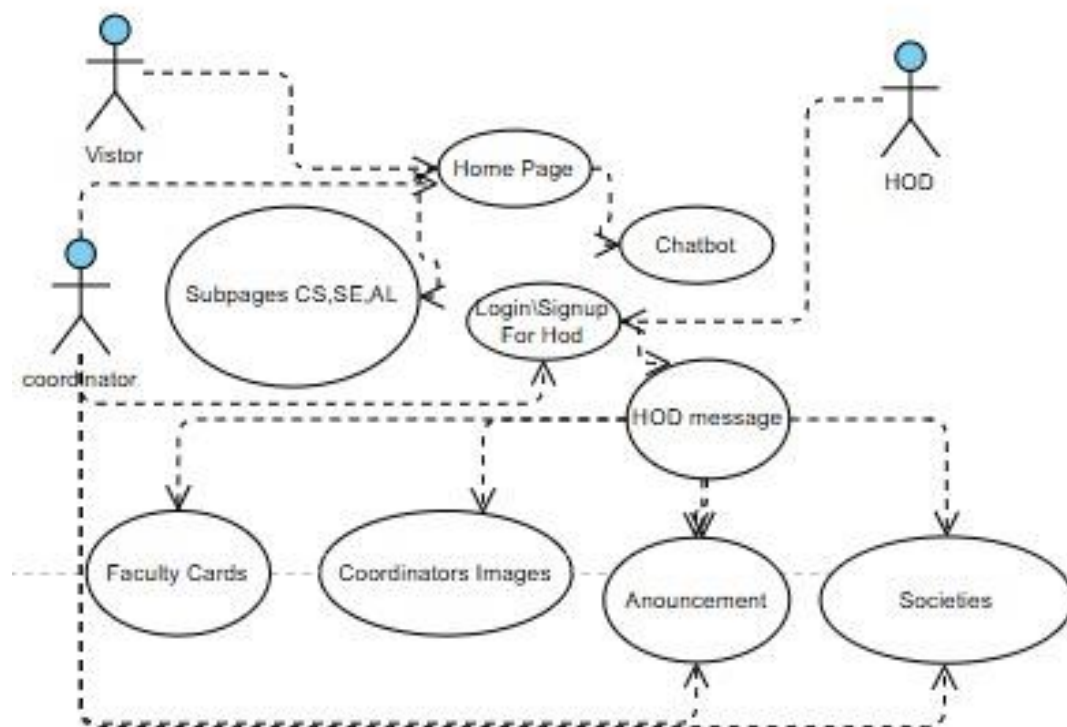 Vistor
Home Page
HOD
Chatbot
Subpages CS,SE,AL
Login\Signup
For Hod
coordinator
HOD message
Faculty Cards
Coordinators Images
Anouncement
Societies